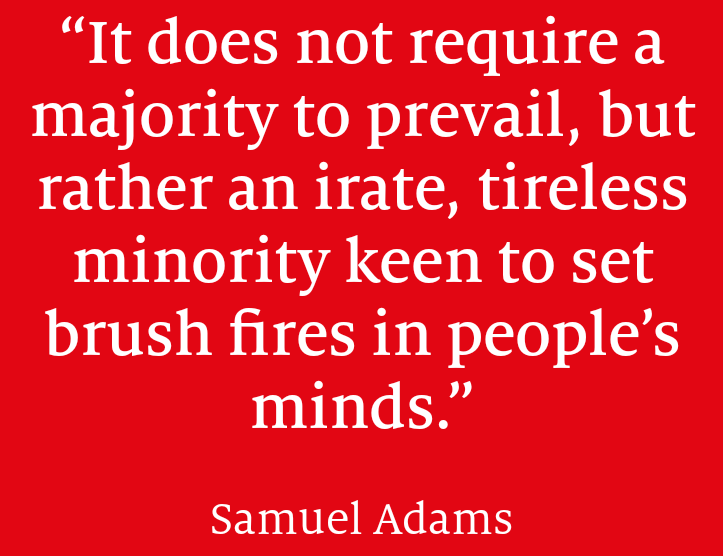 “It does not require a
majority to prevail, but
rather an irate, tireless
minority keen to set
brush fires in people’s
minds.”
Samuel Adams